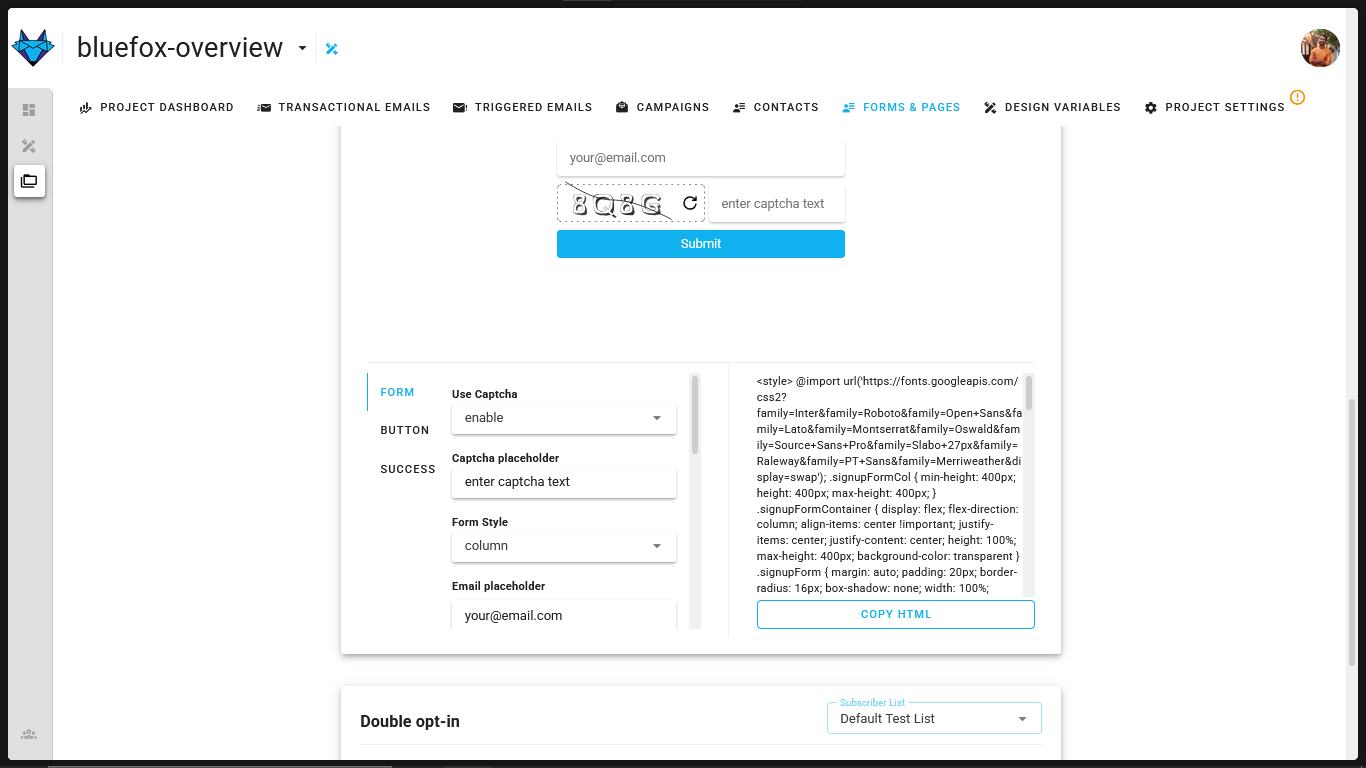 bluefox-overview
PROJECT DASHBOARD
TRANSACTIONAL EMAILS
TRIGGERED EMAILS
CAMPAIGNS
CONTACTS
FORMS & PAGES
DESIGN VARIABLES
PROJECT SETTINGS
your@email.com
8Q8G
enter captcha text
Submit
FORM
BUTTON
SUCCESS
Use Captcha
enable
Captcha placeholder
enter captcha text
Form Style
column
Email placeholder
your@email.com
<style> @import url('https://fonts.googleapis.com/
css2?
family=Inter&family=Roboto&family=Open+Sans&fa
mily=Lato&family=Montserrat&family=Oswald&fam
ily=Source+Sans+Pro&family=Slabo+27px&family=
Raleway&family=PT+Sans&family=Merriweather&di
splay=swap'); .signupFormCol { min-height: 400px;
height: 400px; max-height: 400px; }
.signupFormContainer { display: flex; flex-direction:
column; align-items: center !important; justify-
items: center; justify-content: center; height: 100%;
max-height: 400px; background-color: transparent }
.signupForm { margin: auto; padding: 20px; border-
radius: 16px; box-shadow: none; width: 100%;
COPY HTML
Double opt-in
Subscriber List
Default Test List